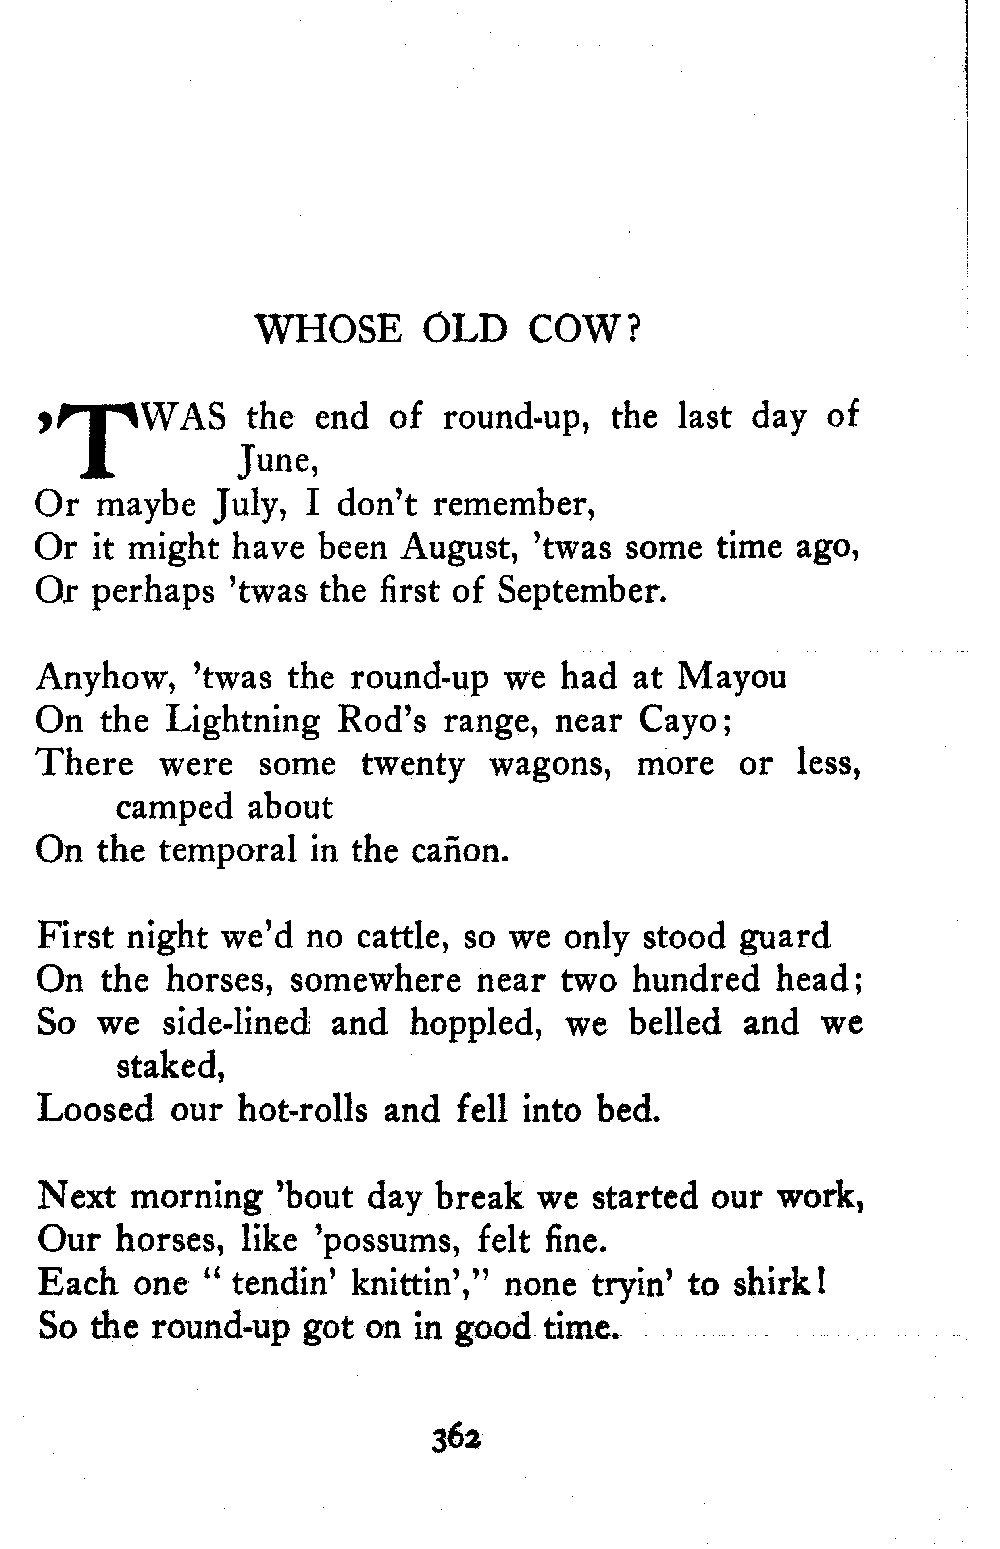 WHOSE OLD COW?
'TWAS the end of round-up, the last day of
June,
Or maybe July, I don't remember,
Or it might have been August, 'twas some time ago,
Or perhaps 'twas the first of September.
Anyhow, 'twas the round-up we had at Mayou
On the Lightning Rod's range, near Cayo;
There were some twenty wagons, more or less,
camped about
On the temporal in the cañon.
First night we'd no cattle, so we only stood guard
On the horses, somewhere near two hundred head;
So we side-lined and hoppled, we belled and we
staked,
Loosed our hot-rolls and fell into bed.
Next morning 'bout day break we started our work,
Our horses, like 'possums, felt fine.
Each one " tendin' knittin'," none tryin' to shirk!
So the round-up got on in good time.
362